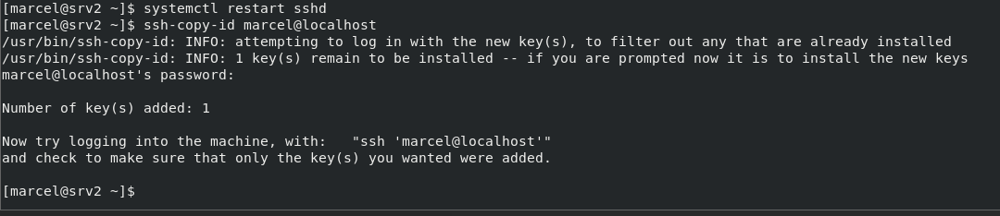 [marcel@srv2 ~]$ systemctl restart sshd
[marcel@srv2 ~]$ ssh-copy-id marcel@localhost
/usr/bin/ssh-copy-id: INFO: attempting to log in with the new key(s), to filter out any that are already installed
/usr/bin/ssh-copy-id: INFO: 1 key(s) remain to be installed -- if you are prompted now it is to install the new keys
marcel@localhost's password:
Number of key(s) added: 1
Now try logging into the machine, with:   "ssh 'marcel@localhost'"
and check to make sure that only the key(s) you wanted were added.
[marcel@srv2 ~]$